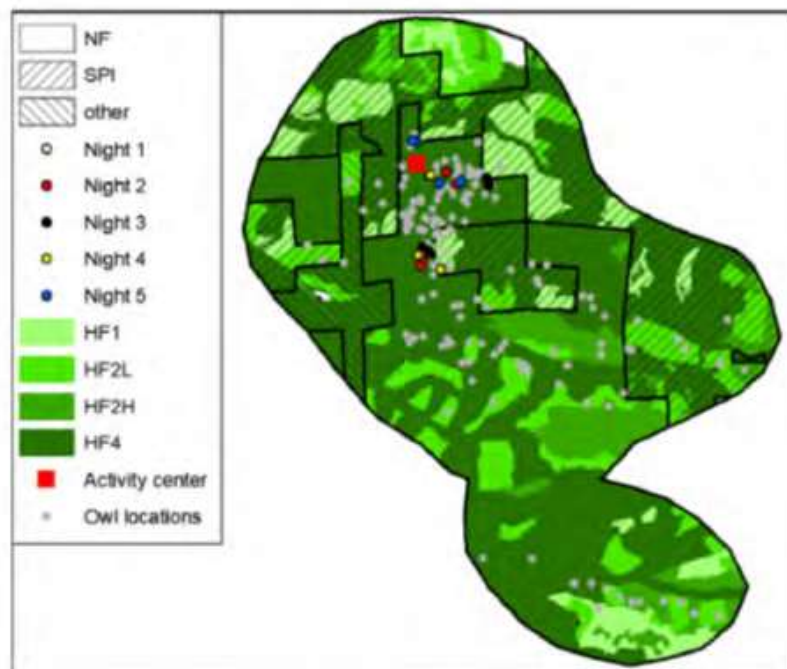 NF
SPI
other
Night 1
Night 2
Night 3
Night 4
Night 5
HF1
HF2L
HF2H
HF4
Activity center
Owl locations